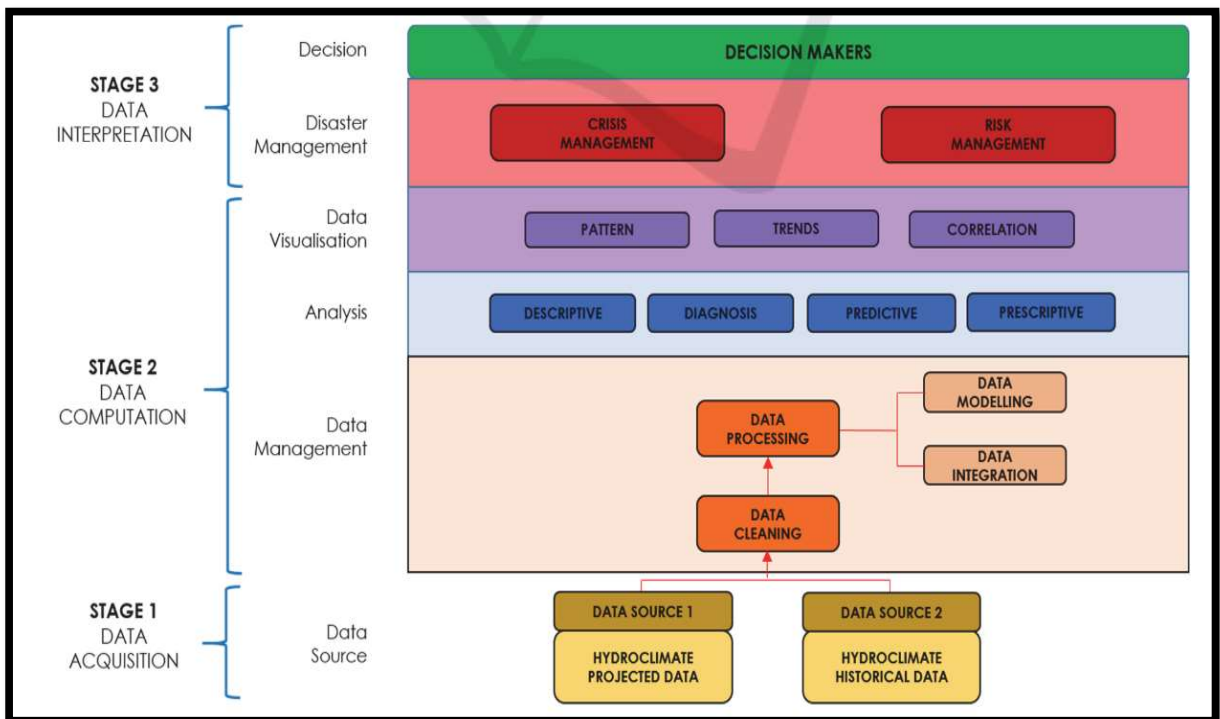 Decision
DECISION MAKERS
STAGE 3
DATA
INTERPRETATION
Disaster
Management
CRISIS
MANAGEMENT
RISK
MANAGEMENT
Data
Visualisation
PATTERN
TRENDS
CORRELATION
Analysis
DESCRIPTIVE
DIAGNOSIS
PREDICTIVE
PRESCRIPTIVE
STAGE 2
DATA
COMPUTATION
Data
Management
DATA
MODELLING
DATA
PROCESSING
DATA
INTEGRATION
DATA
CLEANING
STAGE 1
DATA
ACQUISITION
Data
Source
DATA SOURCE 1
HYDROCLIMATE
PROJECTED DATA
DATA SOURCE 2
HYDROCLIMATE
HISTORICAL DATA